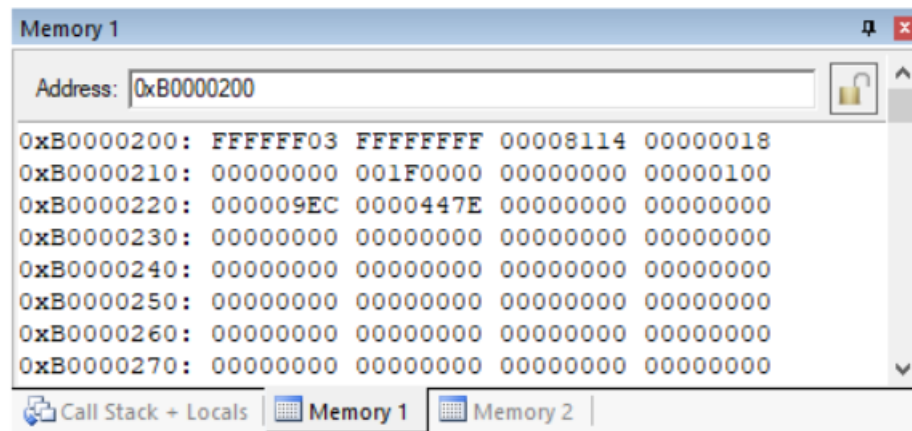 Memory 1
Address: 0xB0000200
0xB0000200: FFFFFF03 FFFFFFFF 00008114 00000018
0xB0000210: 00000000 001F0000 00000000 00000100
0xB0000220: 000009EC 0000447E 00000000 00000000
0xB0000230: 00000000 00000000 00000000 00000000
0xB0000240: 00000000 00000000 00000000 00000000
0xB0000250: 00000000 00000000 00000000 00000000
0xB0000260: 00000000 00000000 00000000 00000000
0xB0000270: 00000000 00000000 00000000 00000000
Call Stack + Locals Memory 1 Memory 2